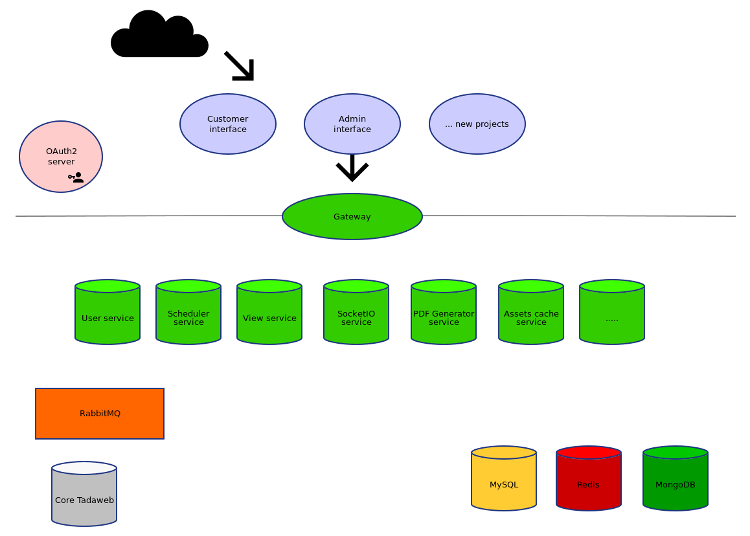 Customer
interface
Admin
interface
... new projects
OAuth2
server
Gateway
User service
Scheduler
service
View service
SocketIO
service
PDF Generator
service
Assets cache
service
.....
RabbitMQ
Core Tadaweb
MySQL
Redis
MongoDB